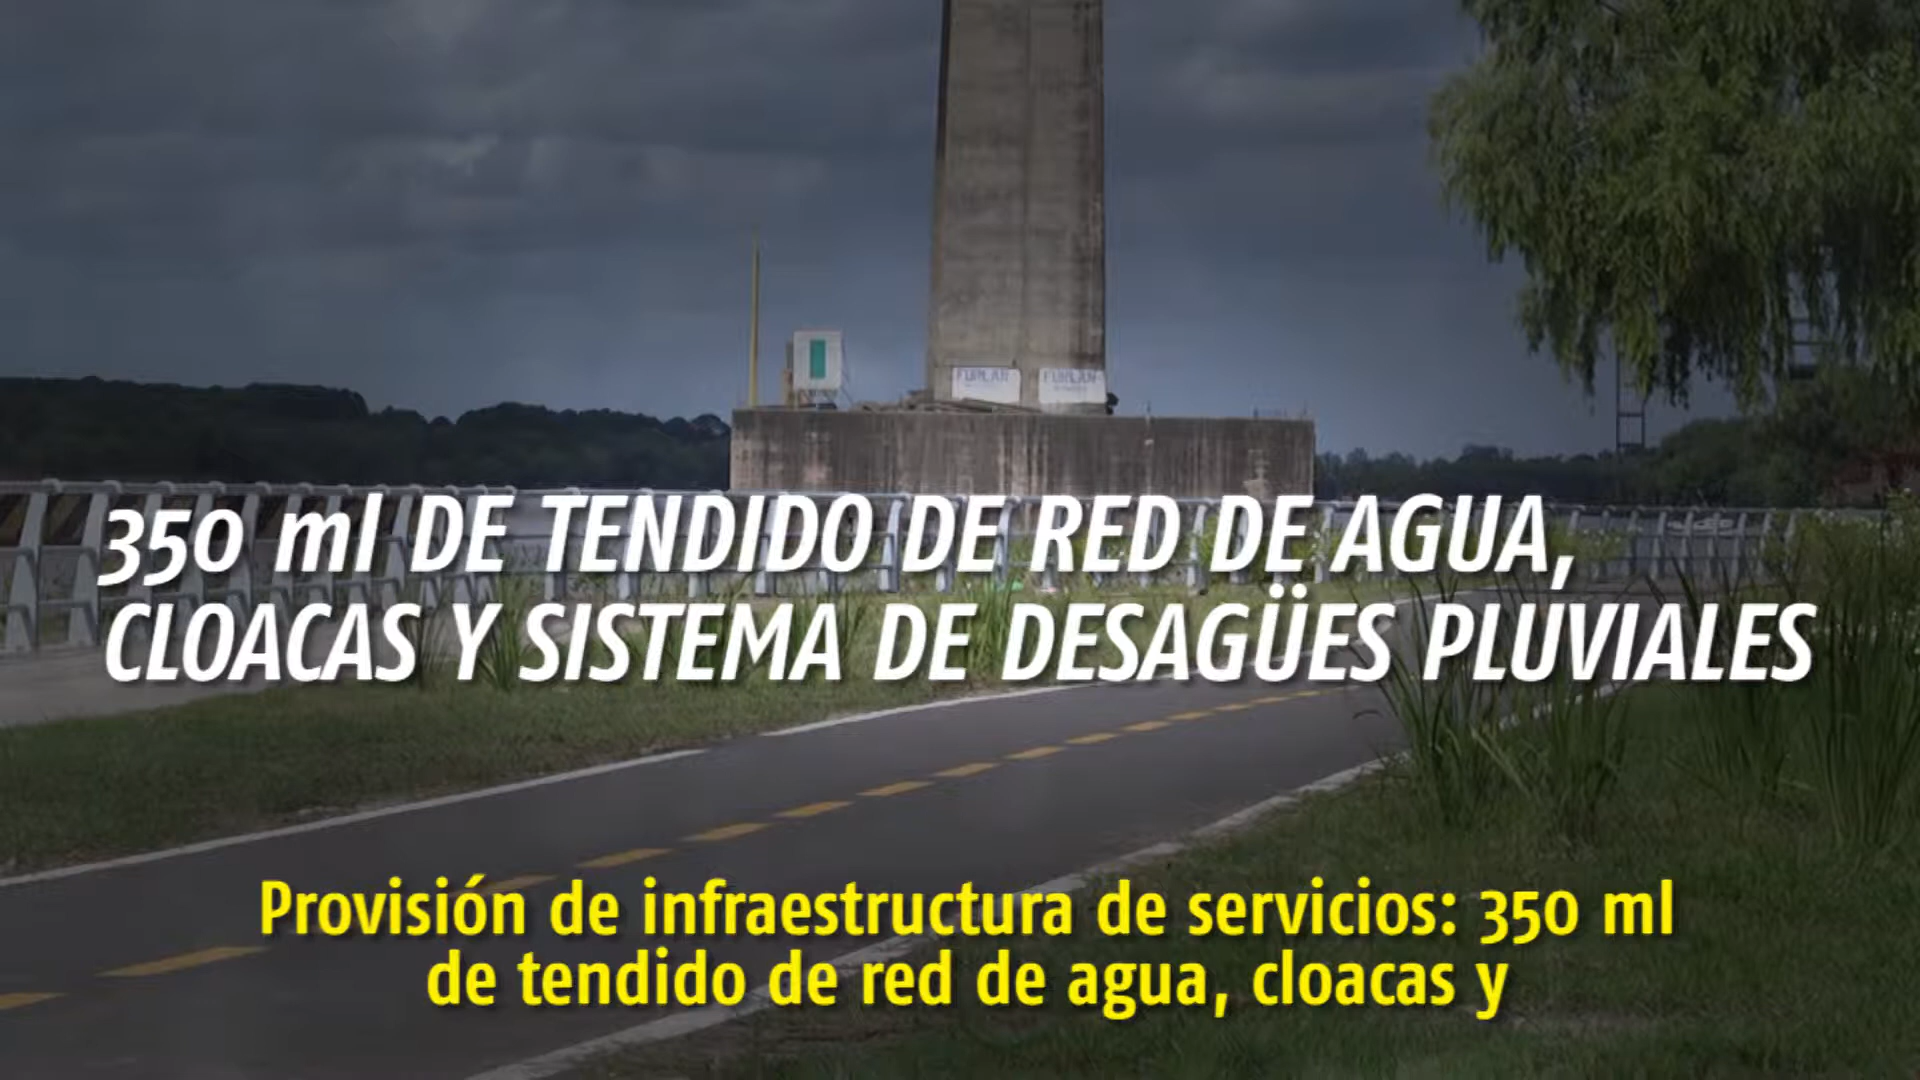 350 ml DE TENDIDO DE RED DE AGUA,
CLOACAS Y SISTEMA DE DESAGÜES PLUVIALES
Provisión de infraestructura de servicios: 350 ml
de tendido de red de agua, cloacas y